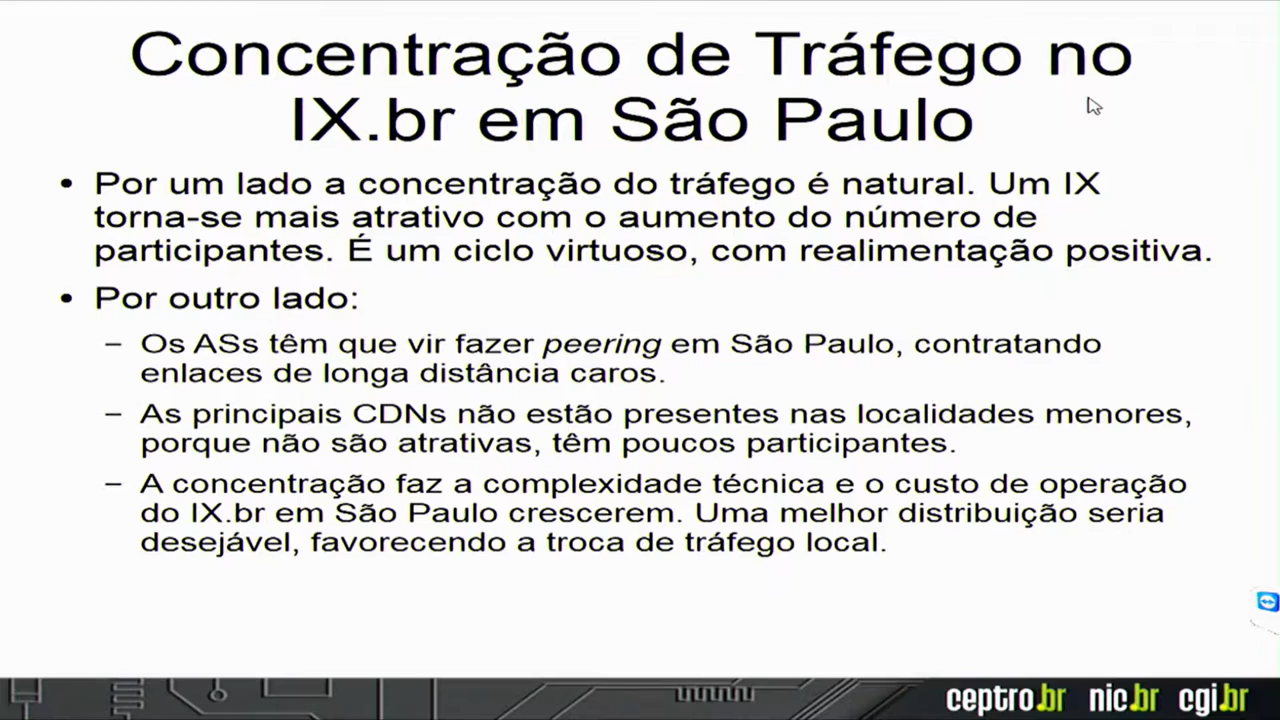 Concentração de Tráfego no
IX.br em São Paulo
• Por um lado a concentração do tráfego é natural. Um IX
torna-se mais atrativo com o aumento do número de
participantes. É um ciclo virtuoso, com realimentação positiva.
• Por outro lado:
– Os ASs têm que vir fazer peering em São Paulo, contratando
enlaces de longa distância caros.
– As principais CDNs não estão presentes nas localidades menores,
porque não são atrativas, têm poucos participantes.
– A concentração faz a complexidade técnica e o custo de operação
do IX.br em São Paulo crescerem. Uma melhor distribuição seria
desejável, favorecendo a troca de tráfego local.
ceptro.br nic.br cgi.br